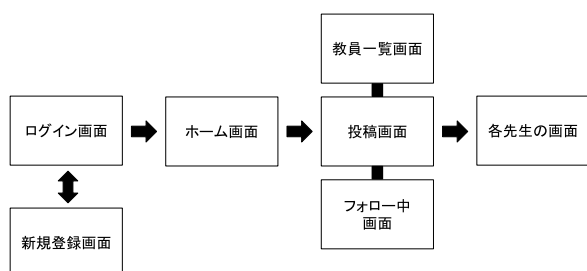 教員一覧画面
ログイン画面
ホーム画面
投稿画面
各先生の画面
新規登録画面
フォロー中
画面